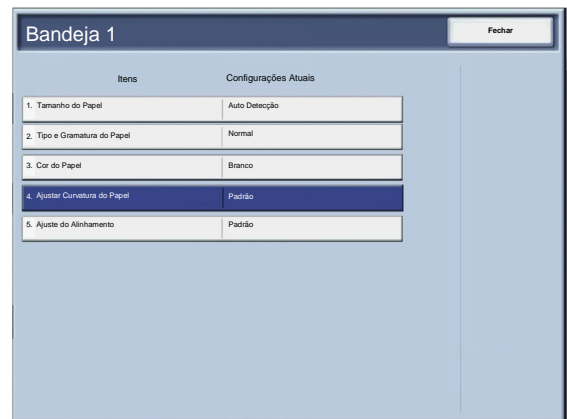 Bandeja 1
Fechar
Itens Configurações Atuais
1. Tamanho do Papel Auto Detecção
2. Tipo e Gramatura do Papel Normal
3. Cor do Papel Branco
4. Ajustar Curvatura do Papel Padrão
5. Ajuste do Alinhamento Padrão